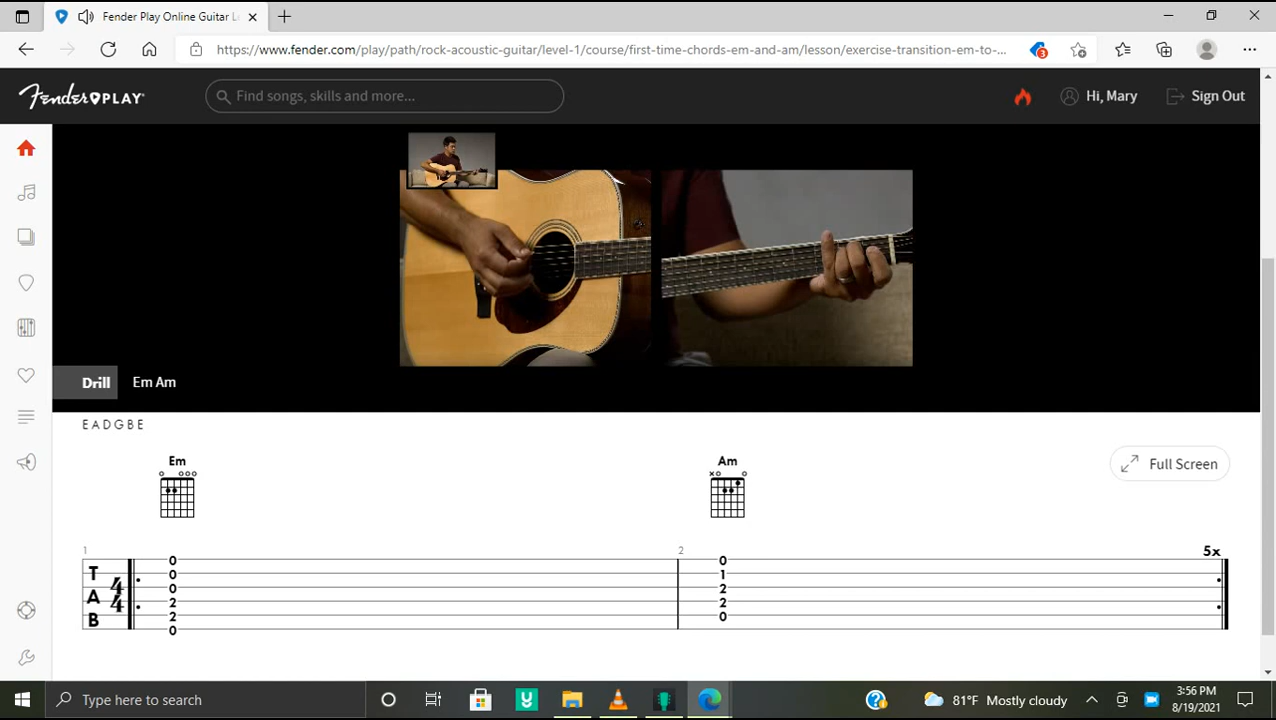 Fender Play Online Guitar L
https://www.fender.com/play/path/rock-acoustic-guitar/level-1/course/first-time-chords-em-and-am/lesson/exercise-transition-em-to-...
3
Fender PLAY
Find songs, skills and more...
Hi, Mary
Sign Out
Drill
Em Am
E A D G B E
Em
Am
Full Screen
1
2
5x
T
A
B
4
4
0
0
0
2
2
0
0
1
2
2
0
Type here to search
81°F Mostly cloudy
3:56 PM
8/19/2021